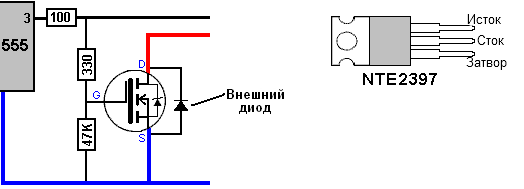 3
100
555
330
D
G
S
47K
Внешний
диод
Исток
Сток
Затвор
NTE2397